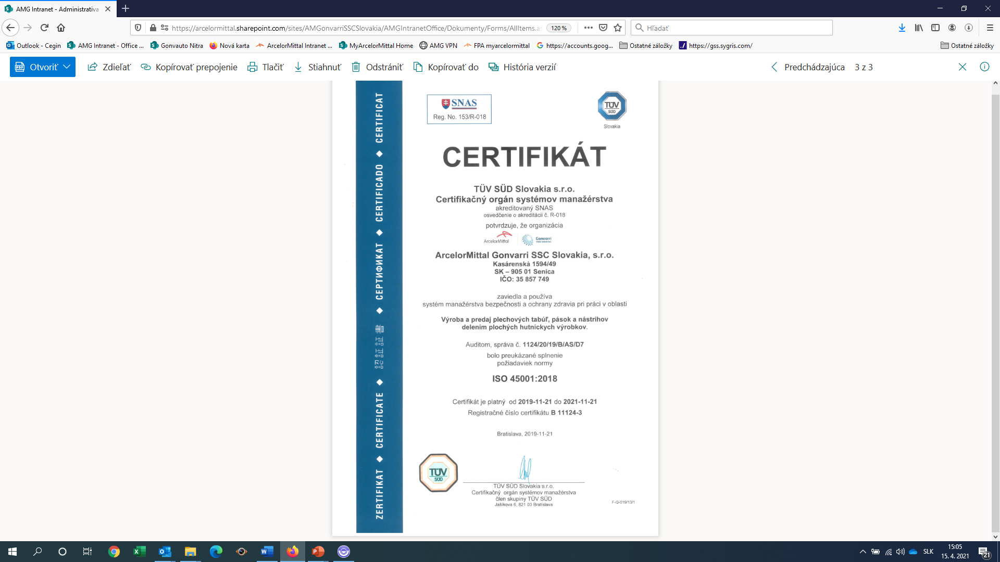 AMG Intranet - Administratíva
https://arcelormittal.sharepoint.com/sites/AMGonvarriSSCSlovakia/AMGIntranetOffice/Dokumenty/Forms/AllItems.as
120 %
Hľadať
Outlook - Cegin
AMG Intranet - Office ...
Gonvauto Nitra
Nová karta
ArcelorMittal Intranet ...
MyArcelorMittal Home
AMG VPN
FPA myarcelormittal
https://accounts.goog...
Ostatné záložky
https://gss.sygris.com/
Ostatné záložky
Otvoriť
Zdieľať
Kopírovať prepojenie
Tlačiť
Stiahnuť
Odstrániť
Kopírovať do
História verzií
Predchádzajúca
3 z 3
ZERTIFIKAT ◆ CERTIFICATE ◆ 認証証書 ◆ СЕРТИФИКАТ ◆ CERTIFICADO ◆ CERTIFICAT
SNAS
Reg. No. 153/R-018
TÜV
SÜD
Slovakia
CERTIFIKÁT
TÜV SÜD Slovakia s.r.o.
Certifikačný orgán systémov manažérstva
akreditovaný SNAS
osvedčenie o akreditácii č. R-018
potvrdzuje, že organizácia
ArcelorMittal
Gonvarri
ArcelorMittal Gonvarri SSC Slovakia, s.r.o.
Kasárenská 1594/49
SK – 905 01 Senica
IČO: 35 857 749
zaviedla a používa
systém manažérstva bezpečnosti a ochrany zdravia pri práci v oblasti
Výroba a predaj plechových tabúľ, pások a nástrihov
delením plochých hutníckych výrobkov.
Auditom, správa č. 1124/20/19/B/AS/D7
bolo preukázané splnenie
požiadaviek normy
ISO 45001:2018
Certifikát je platný od 2019-11-21 do 2021-11-21
Registračné číslo certifikátu B 11124-3
Bratislava, 2019-11-21
TÜV
SÜD
TÜV SÜD Slovakia s.r.o.
Certifikačný orgán systémov manažérstva
člen skupiny TÜV SÜD
Jašíkova 6, 821 03 Bratislava
F-Q-019/13/1
SLK
15:05
15. 4. 2021
21